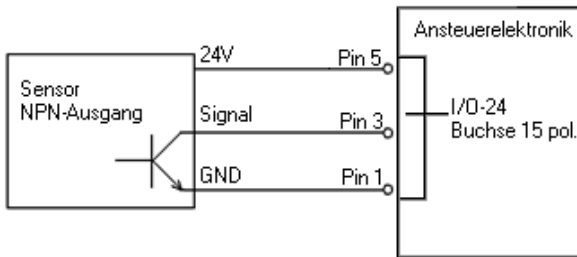 Ansteuerelektronik
24V
Pin 5
Sensor
NPN-Ausgang
Signal
Pin 3
I/O-24
Buchse 15 pol.
GND
Pin 1